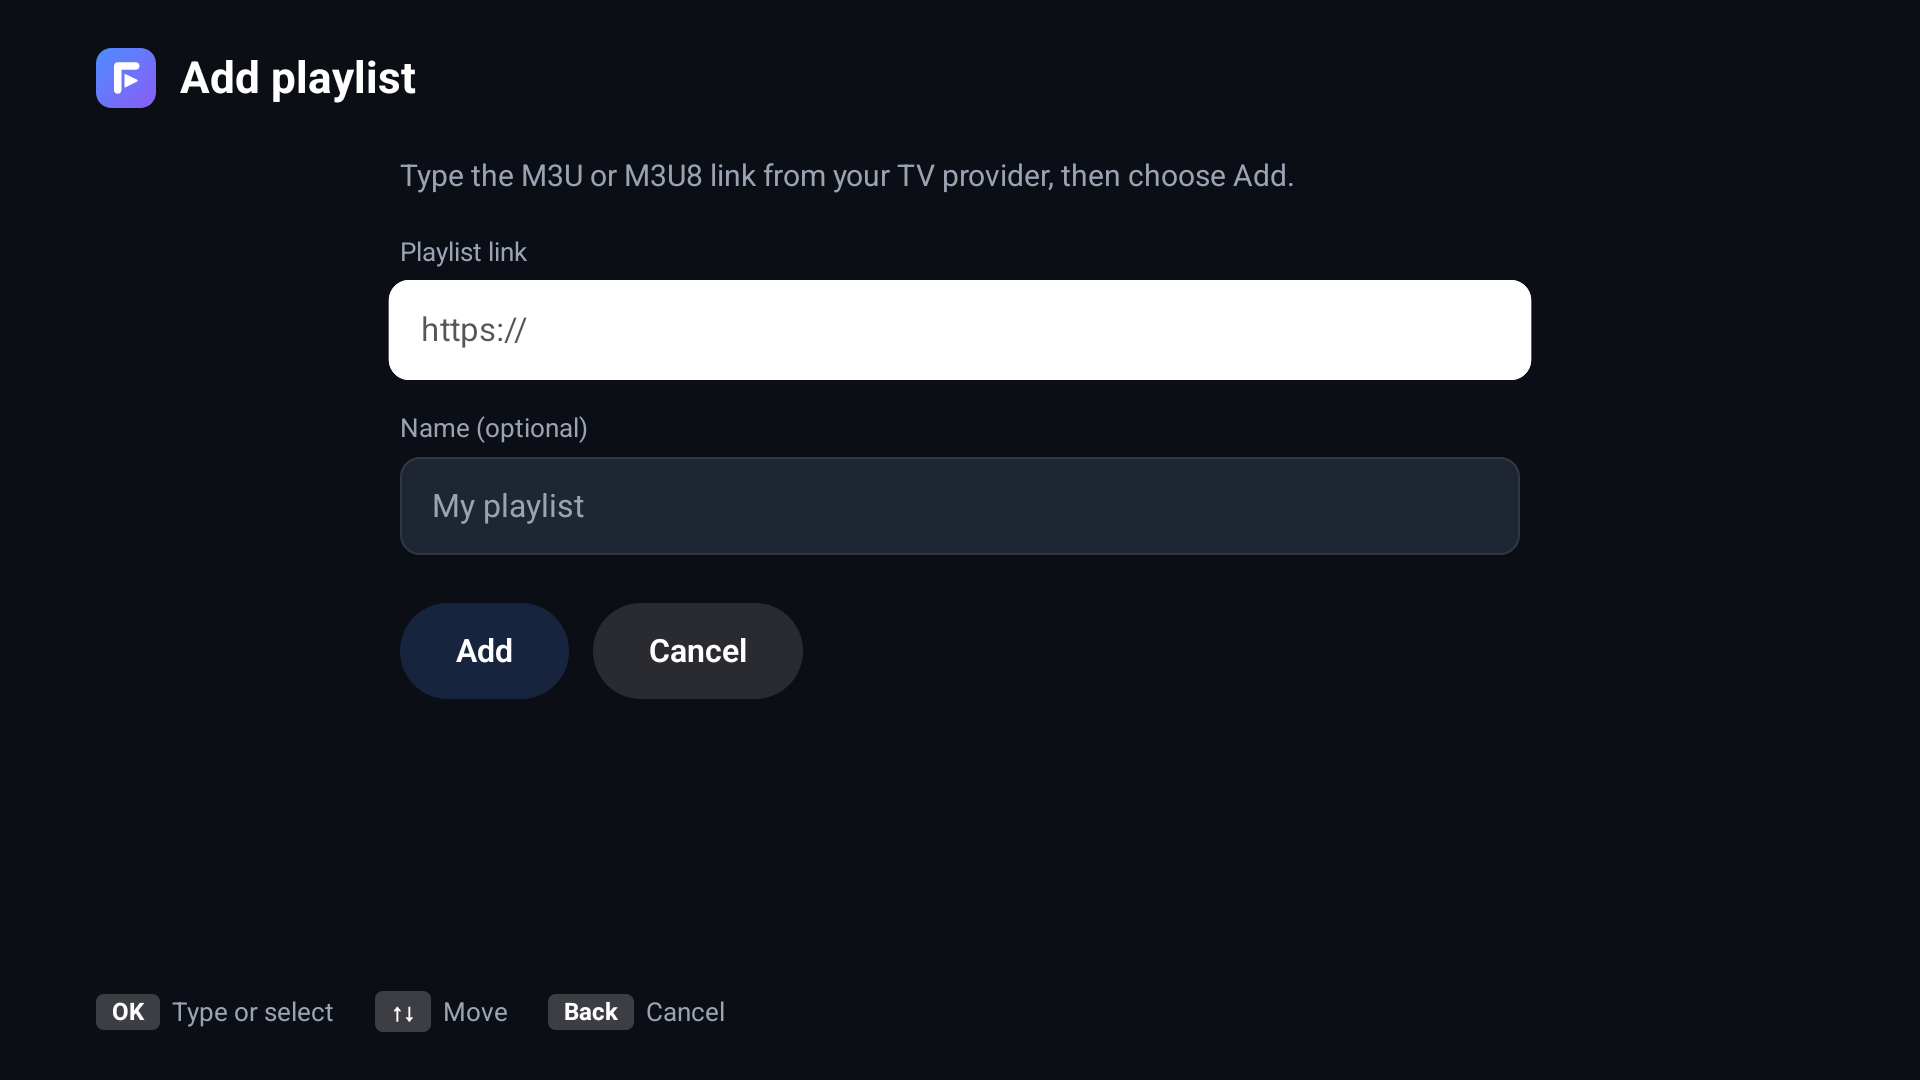 Add playlist
Type the M3U or M3U8 link from your TV provider, then choose Add.
Playlist link
https://
Name (optional)
My playlist
Add Cancel
OK Type or select ↑↓ Move Back Cancel